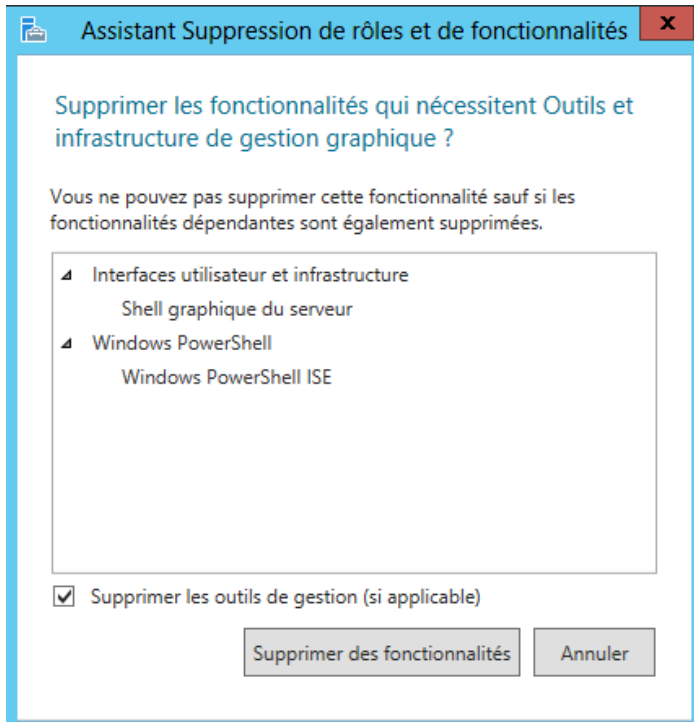 Assistant Suppression de rôles et de fonctionnalités
x
Supprimer les fonctionnalités qui nécessitent Outils et
infrastructure de gestion graphique ?
Vous ne pouvez pas supprimer cette fonctionnalité sauf si les
fonctionnalités dépendantes sont également supprimées.
Interfaces utilisateur et infrastructure
Shell graphique du serveur
Windows PowerShell
Windows PowerShell ISE
Supprimer les outils de gestion (si applicable)
Supprimer des fonctionnalités
Annuler